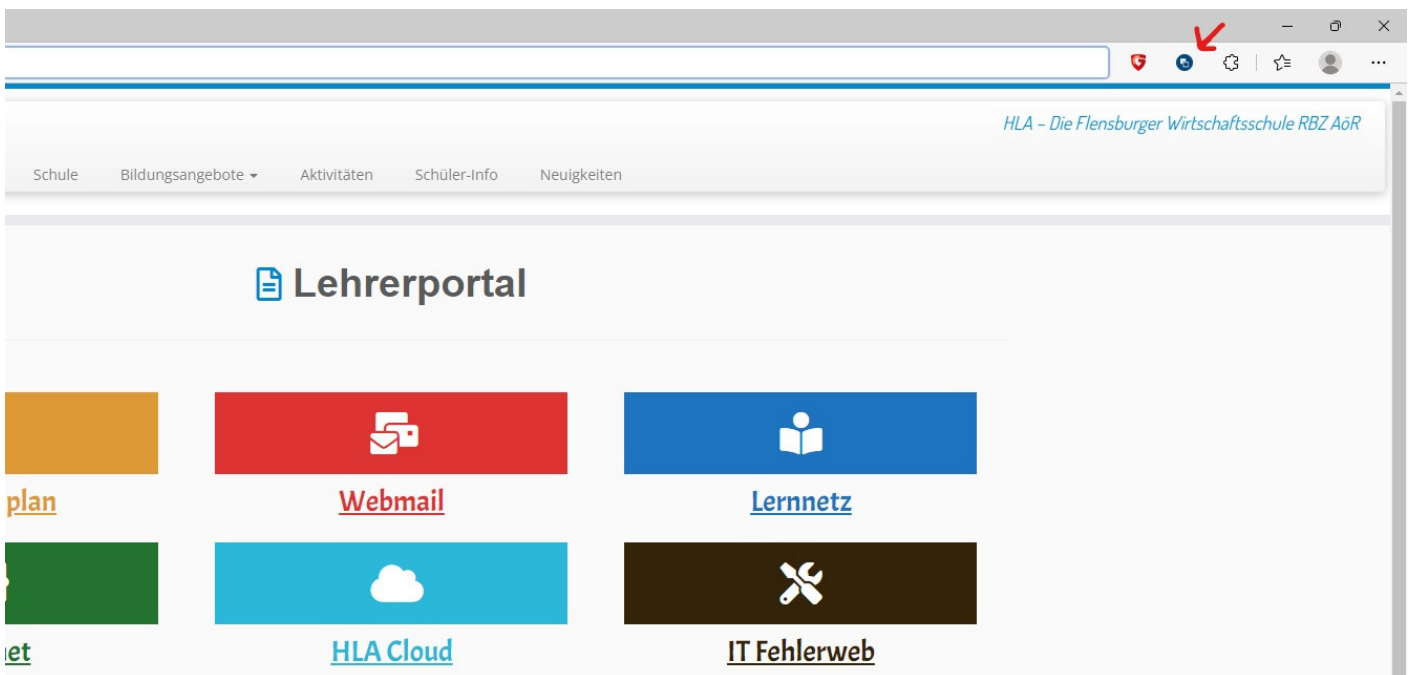 HLA – Die Flensburger Wirtschaftsschule RBZ AöR
Schule Bildungsangebote Aktivitäten Schüler-Info Neuigkeiten
Lehrerportal
plan Webmail Lernnetz
et HLA Cloud IT Fehlerweb